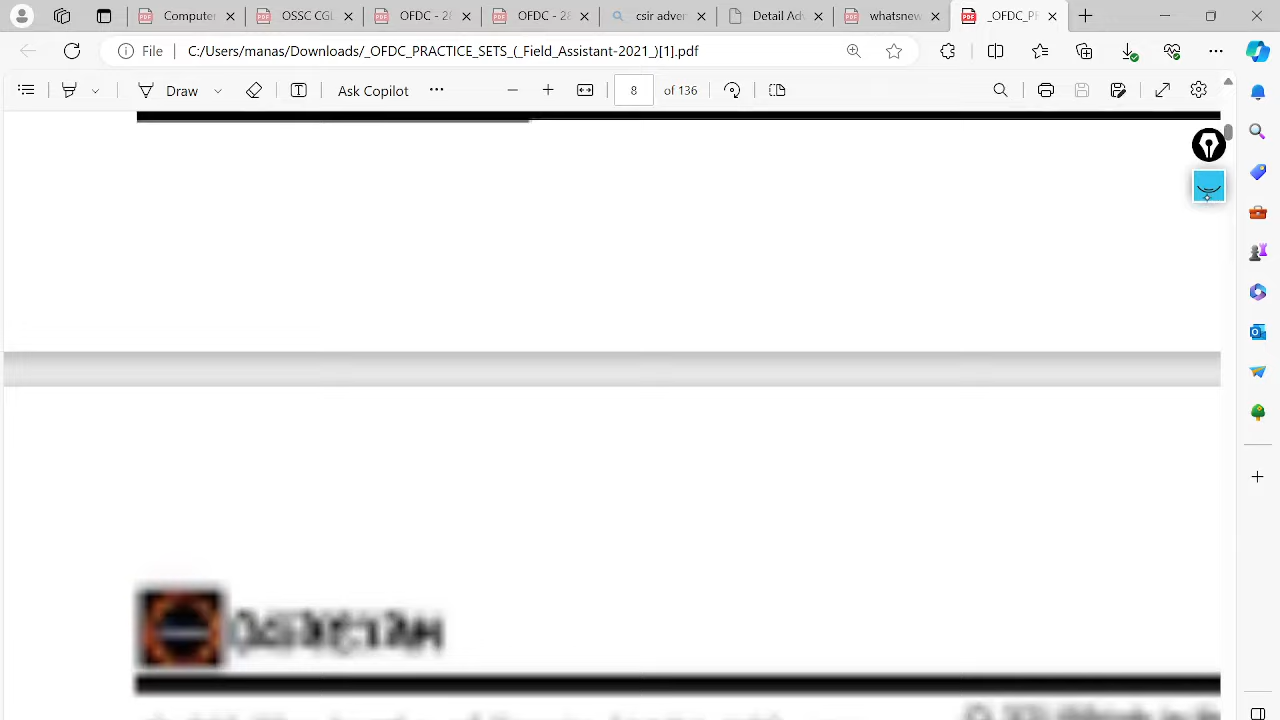 Computer
OSSC CGL
OFDC - 20
OFDC - 20
csir adver
Detail Ad
whatsnew
_OFDC_P
File
C:/Users/manas/Downloads/_OFDC_PRACTICE_SETS_(_Field_Assistant-2021_)[1].pdf
Draw
Ask Copilot
8
of 136